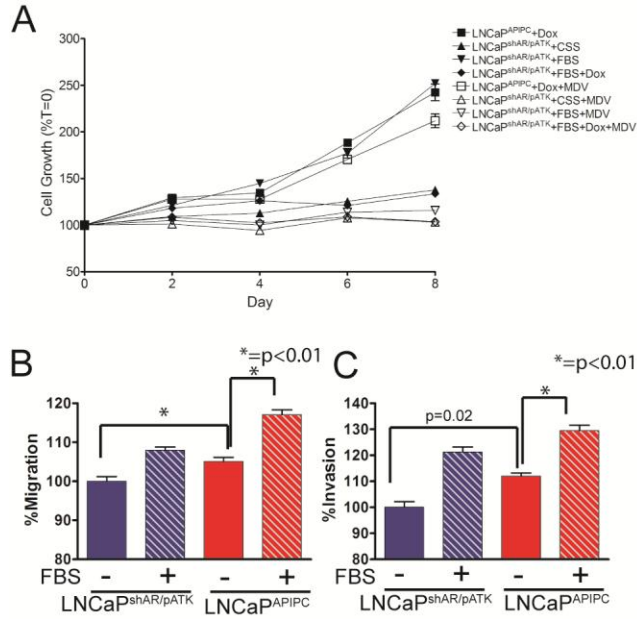 A
LNCaP^APIPC+Dox
LNCaP^shAR/pATK+CSS
LNCaP^shAR/pATK+FBS
LNCaP^shAR/pATK+FBS+Dox
LNCaP^APIPC+Dox+MDV
LNCaP^shAR/pATK+CSS+MDV
LNCaP^shAR/pATK+FBS+MDV
LNCaP^shAR/pATK+FBS+Dox+MDV
Cell Growth (%T=0)
300
250
200
150
100
50
0 2 4 6 8
Day
B
*=p<0.01
*
*
%Migration
120
110
100
90
80
FBS - + - +
LNCaP^shAR/pATK LNCaP^APIPC
C
*=p<0.01
*
p=0.02
%Invasion
140
130
120
110
100
90
80
FBS - + - +
LNCaP^shAR/pATK LNCaP^APIPC